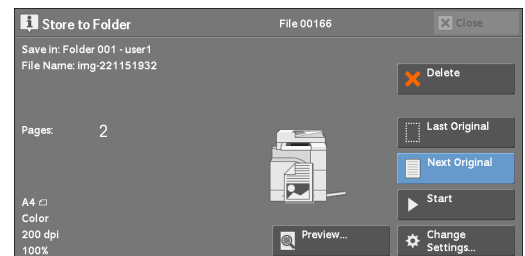 Store to Folder
File 00166
Close
Save in: Folder 001 - user1
File Name: img-221151932
Delete
Pages: 2
Last Original
Next Original
Start
A4
Color
200 dpi
100%
Preview...
Change
Settings...